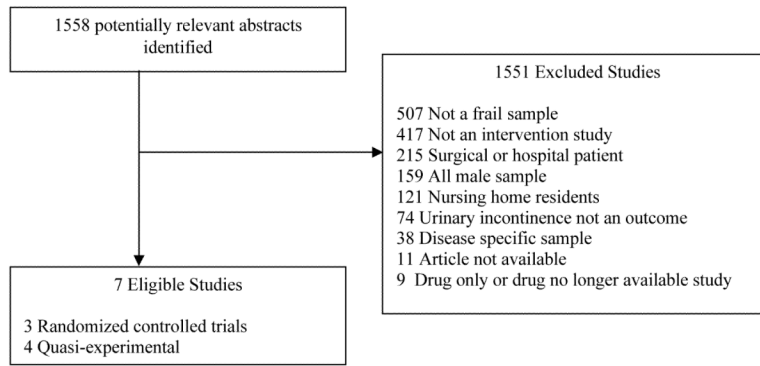 1558 potentially relevant abstracts
identified
1551 Excluded Studies
507 Not a frail sample
417 Not an intervention study
215 Surgical or hospital patient
159 All male sample
121 Nursing home residents
74 Urinary incontinence not an outcome
38 Disease specific sample
11 Article not available
9 Drug only or drug no longer available study
7 Eligible Studies
3 Randomized controlled trials
4 Quasi-experimental